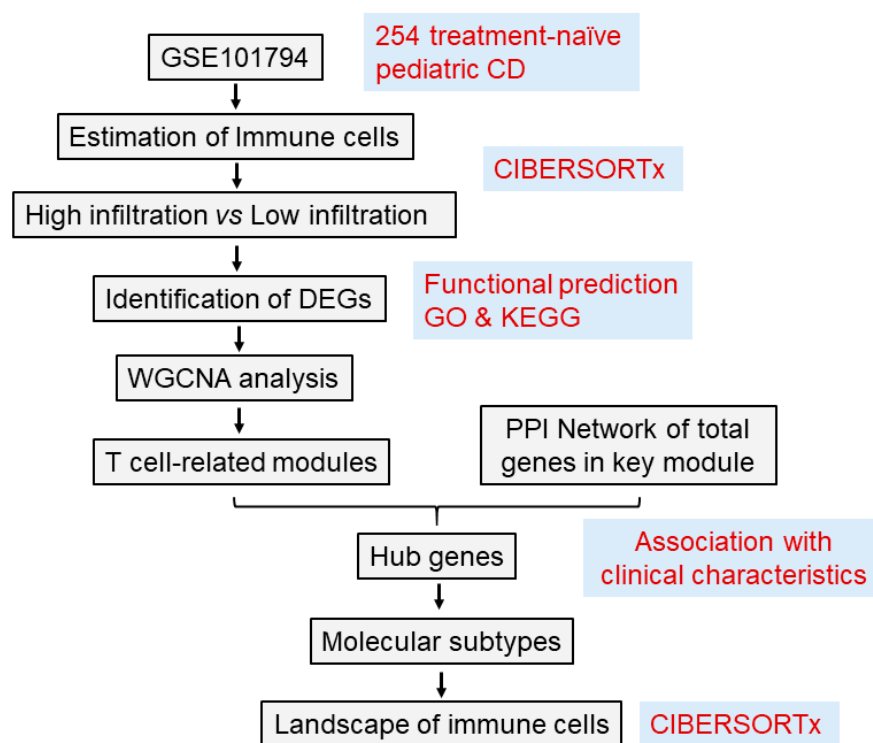 GSE101794
254 treatment-naïve
pediatric CD
Estimation of Immune cells
CIBERSORTx
High infiltration vs Low infiltration
Identification of DEGs
Functional prediction
GO & KEGG
WGCNA analysis
T cell-related modules
PPI Network of total
genes in key module
Hub genes
Association with
clinical characteristics
Molecular subtypes
Landscape of immune cells
CIBERSORTx